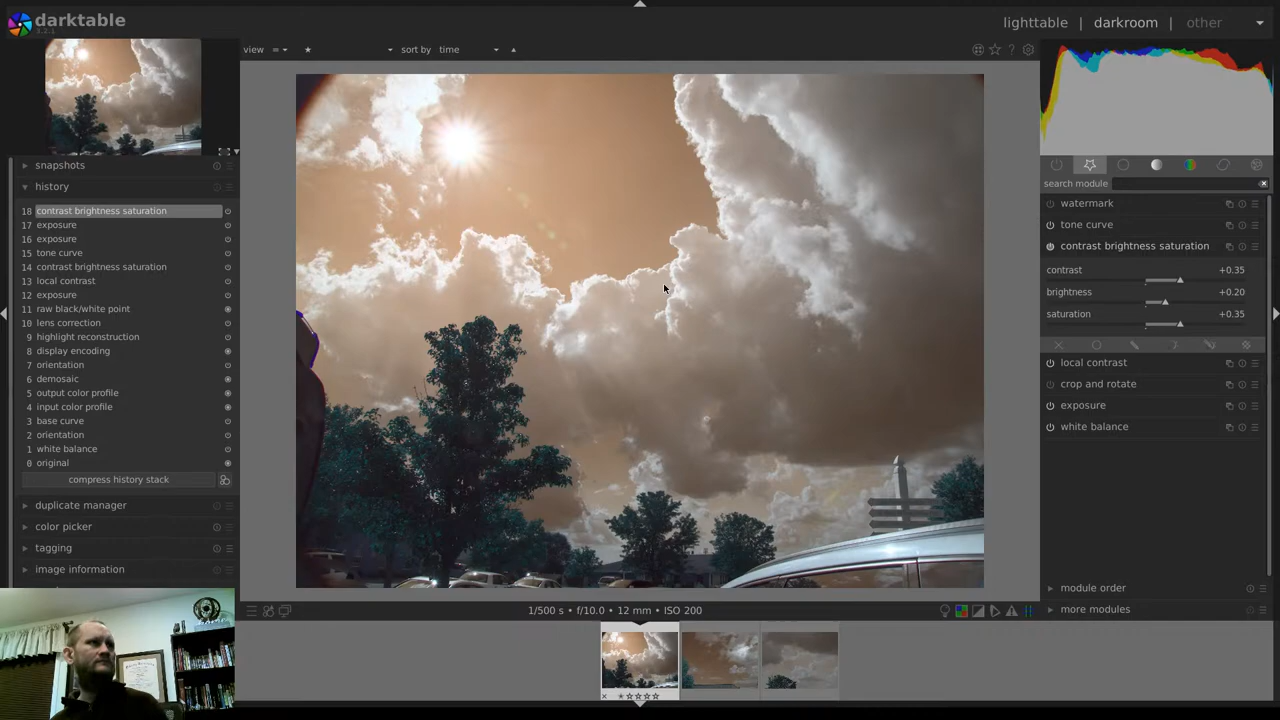 darktable
3.2.1
lighttable | darkroom | other
view
sort by time
snapshots
history
18 contrast brightness saturation
17 exposure
16 exposure
15 tone curve
14 contrast brightness saturation
13 local contrast
12 exposure
11 raw black/white point
10 lens correction
9 highlight reconstruction
8 display encoding
7 orientation
6 demosaic
5 output color profile
4 input color profile
3 base curve
2 orientation
1 white balance
0 original
compress history stack
duplicate manager
color picker
tagging
image information
1/500 s • f/10.0 • 12 mm • ISO 200
search module
watermark
tone curve
contrast brightness saturation
contrast +0.35
brightness +0.20
saturation +0.35
local contrast
crop and rotate
exposure
white balance
module order
more modules